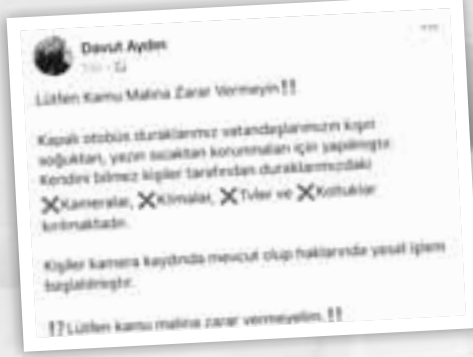 Davut Aydın
Lütfen Kamu Malına Zarar Vermeyin!!
Kapalı otobüs duraklarımız vatandaşlarımızın kışın
soğuktan, yazın sıcaktan korunmaları için yapılmıştır.
Kendini bilmez kişiler tarafından duraklarımızdaki
❌Kameralar, ❌Klimalar, ❌Tvler ve ❌Koltuklar
kırılmaktadır.
Kişiler kamera kaydında mevcut olup haklarında yasal işlem
başlatılmıştır.
!?Lütfen kamu malına zarar vermeyelim.!!